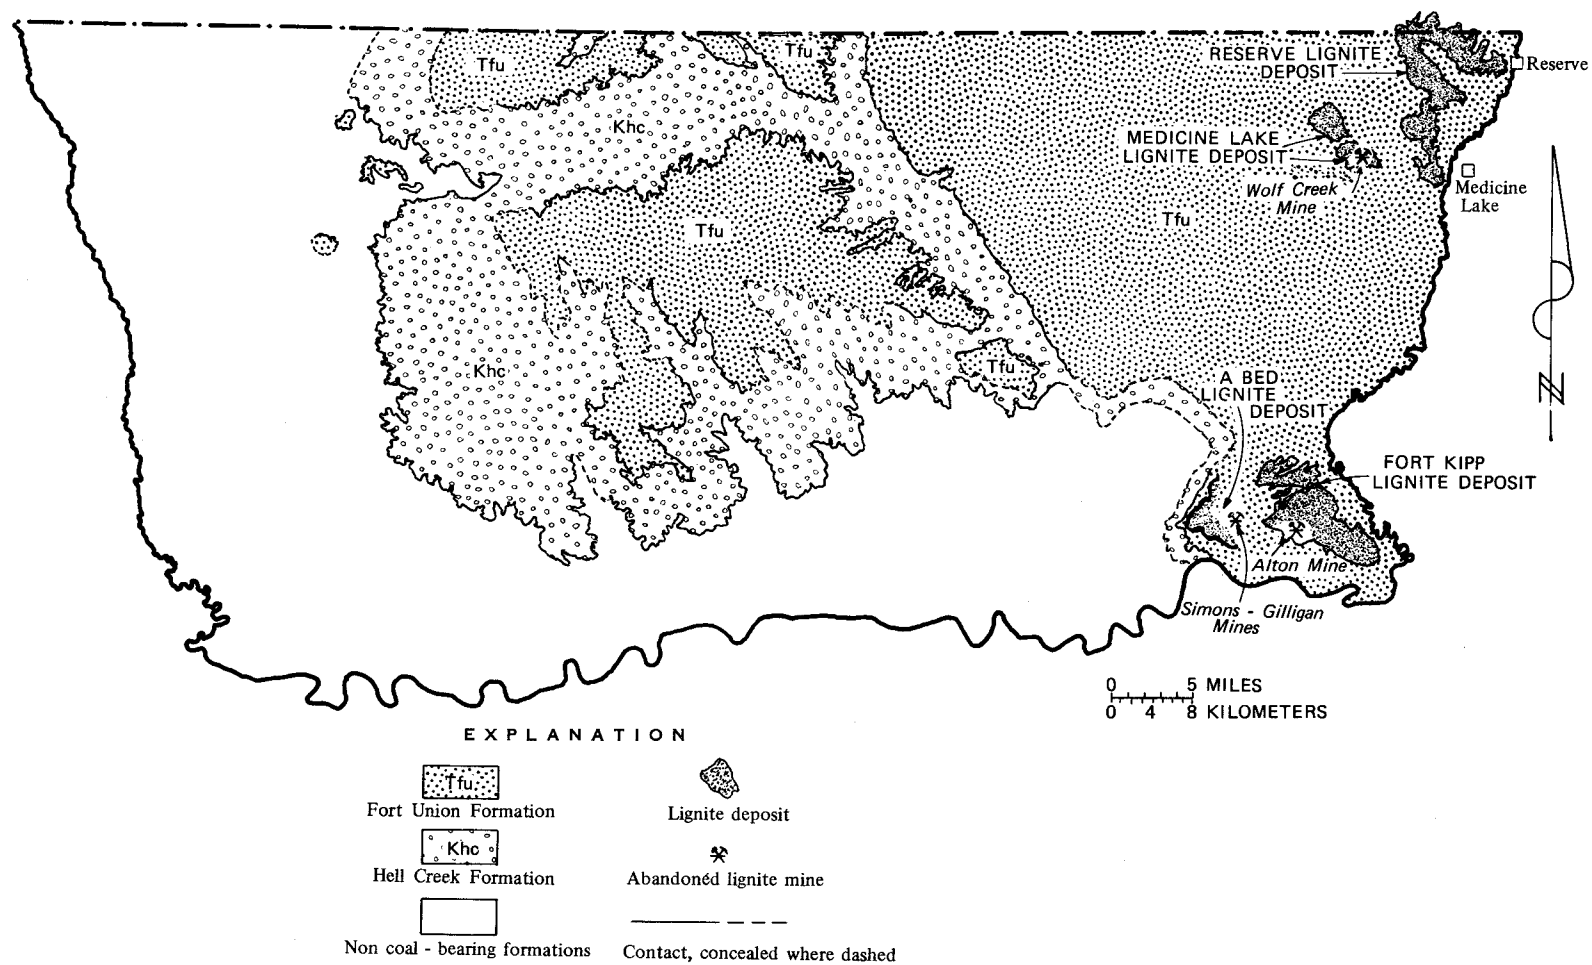 Tfu
Tfu
RESERVE LIGNITE
DEPOSIT
Reserve
Khc
MEDICINE LAKE
LIGNITE DEPOSIT
Wolf Creek
Mine
Medicine
Lake
Tfu
Tfu
Khc
Tfu
A BED
LIGNITE
DEPOSIT
N
FORT KIPP
LIGNITE DEPOSIT
Alton Mine
Simons - Gilligan
Mines
0 5 MILES
0 4 8 KILOMETERS
EXPLANATION
Tfu
Fort Union Formation
Lignite deposit
Khc
Hell Creek Formation
Abandoned lignite mine
Non coal - bearing formations
Contact, concealed where dashed